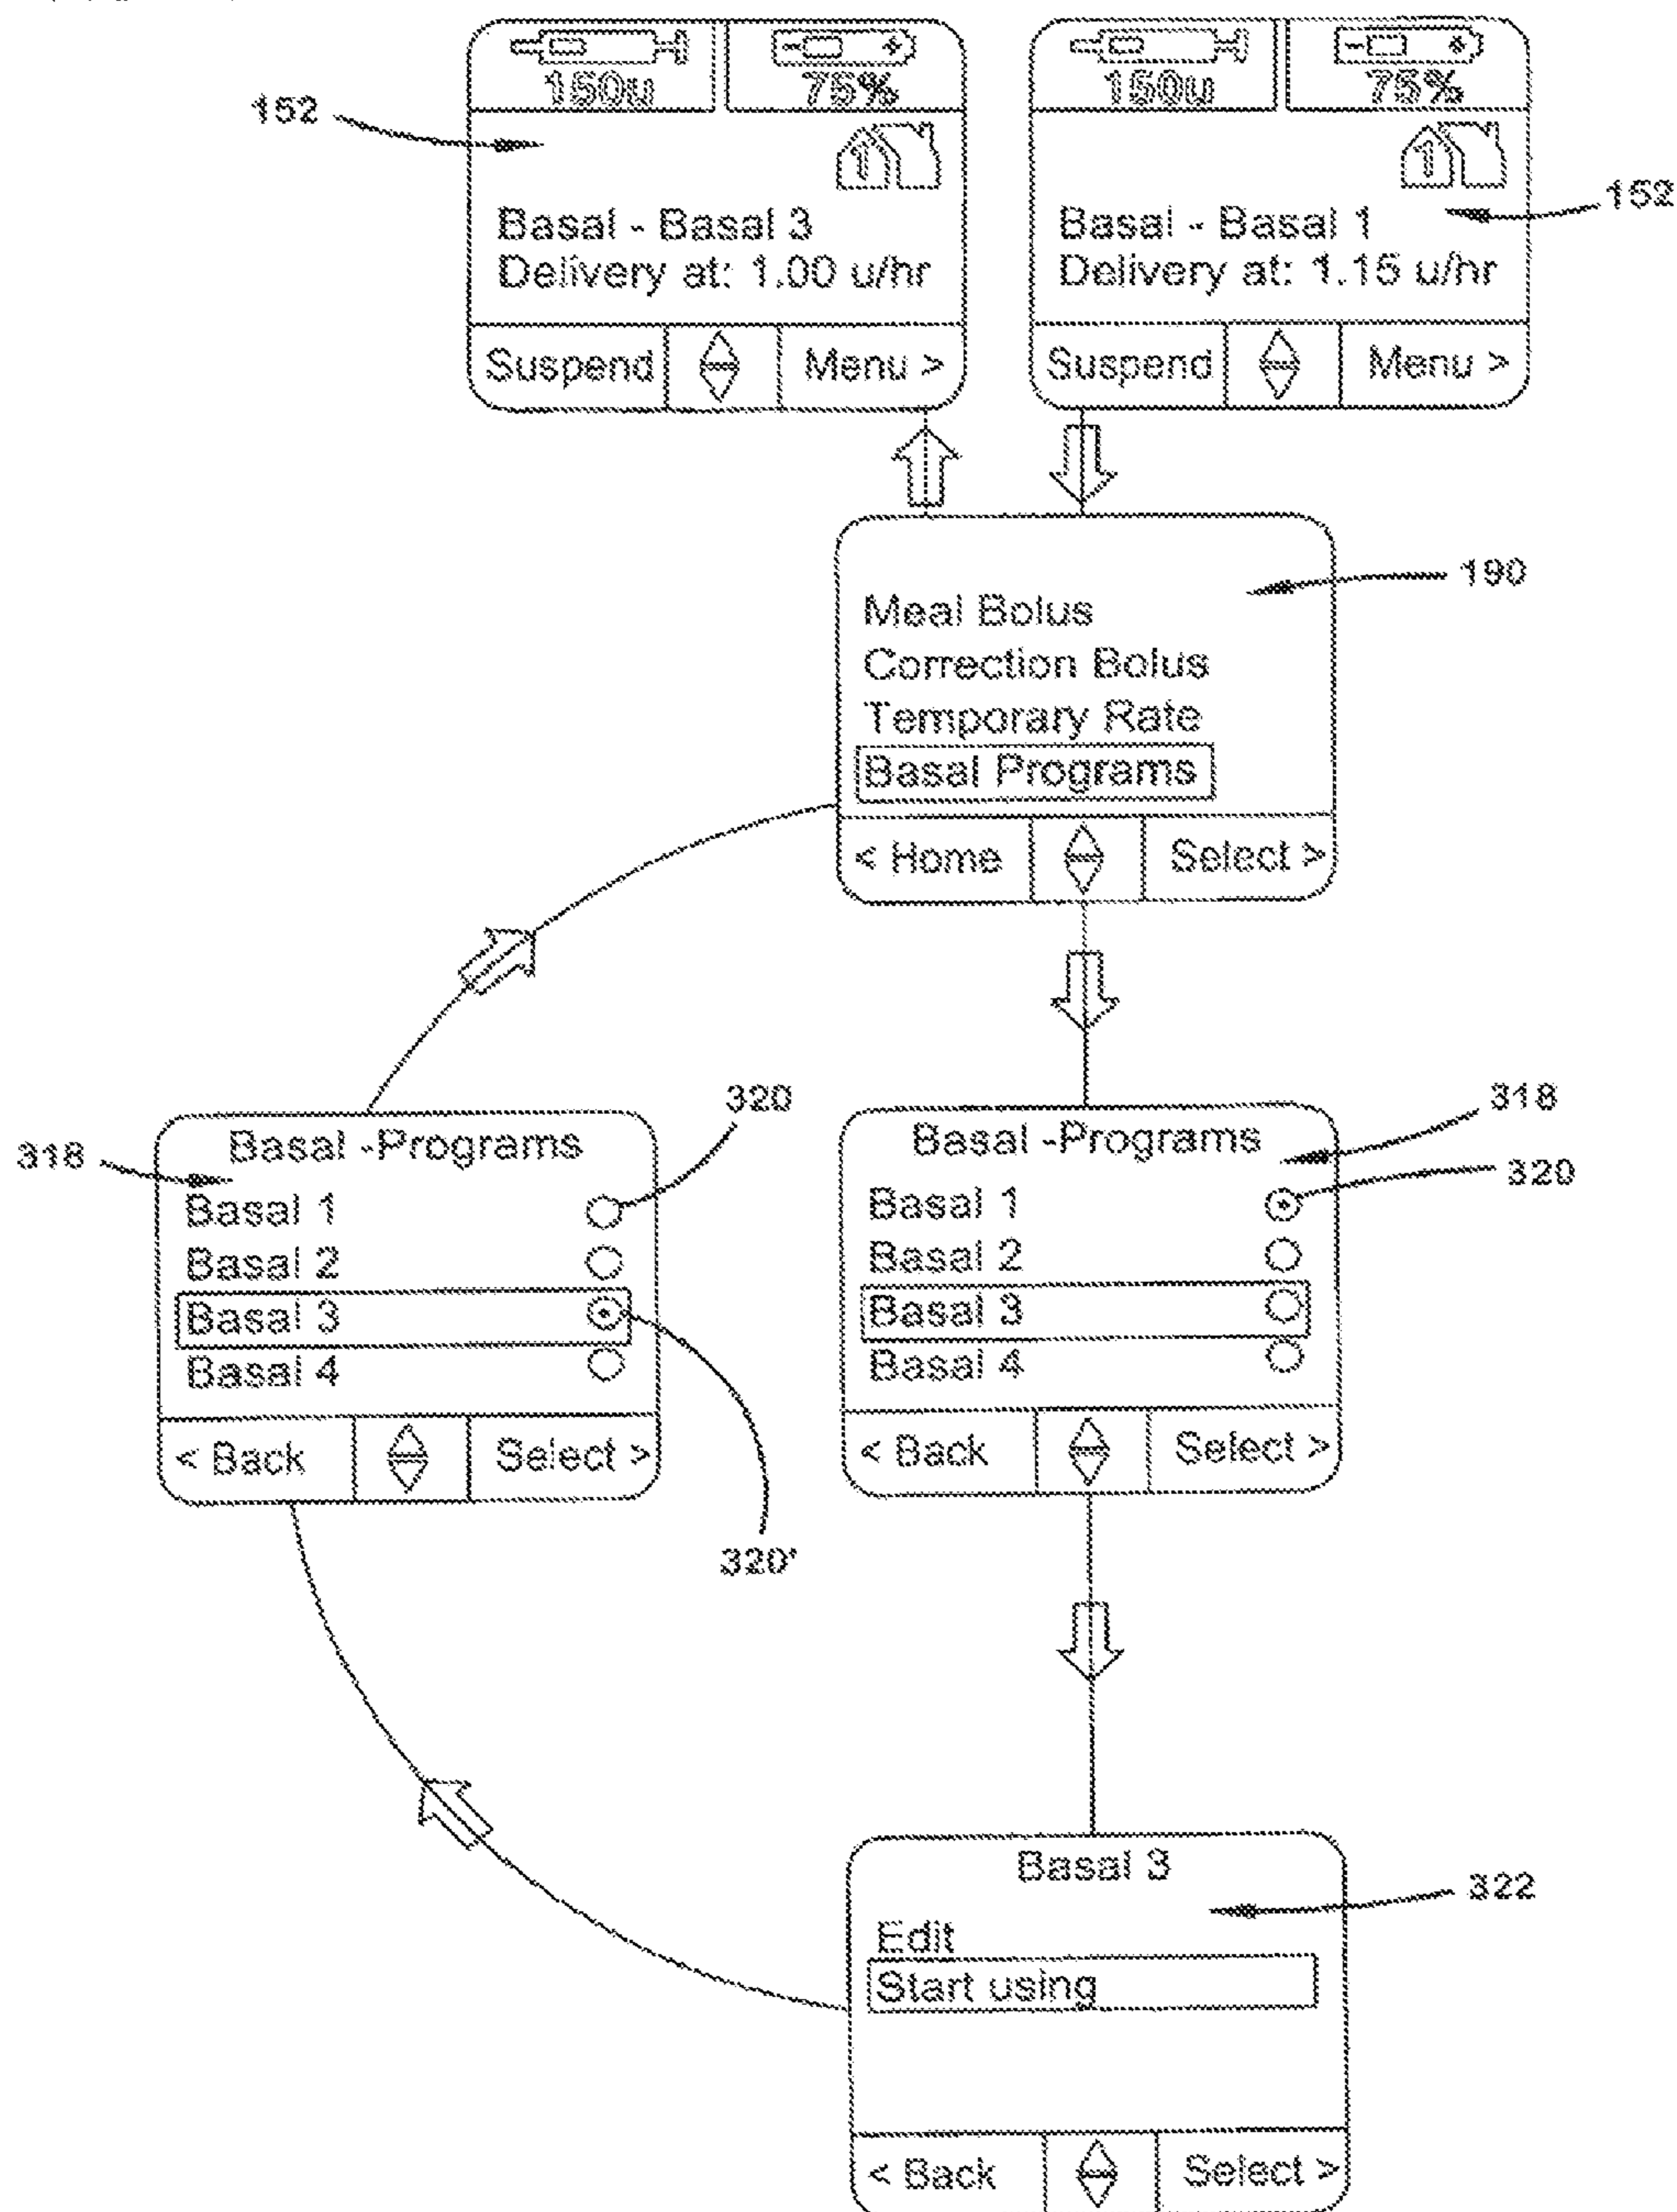 150u 75%
152
1
Basal - Basal 3
Delivery at: 1.00 u/hr
Suspend Menu >
150u 75%
1
152
Basal - Basal 1
Delivery at: 1.15 u/hr
Suspend Menu >
190
Meal Bolus
Correction Bolus
Temporary Rate
Basal Programs
< Home Select >
320
318
Basal -Programs
Basal 1
Basal 2
Basal 3
Basal 4
< Back Select >
320'
318
Basal -Programs
320
Basal 1
Basal 2
Basal 3
Basal 4
< Back Select >
Basal 3
322
Edit
Start using
< Back Select >